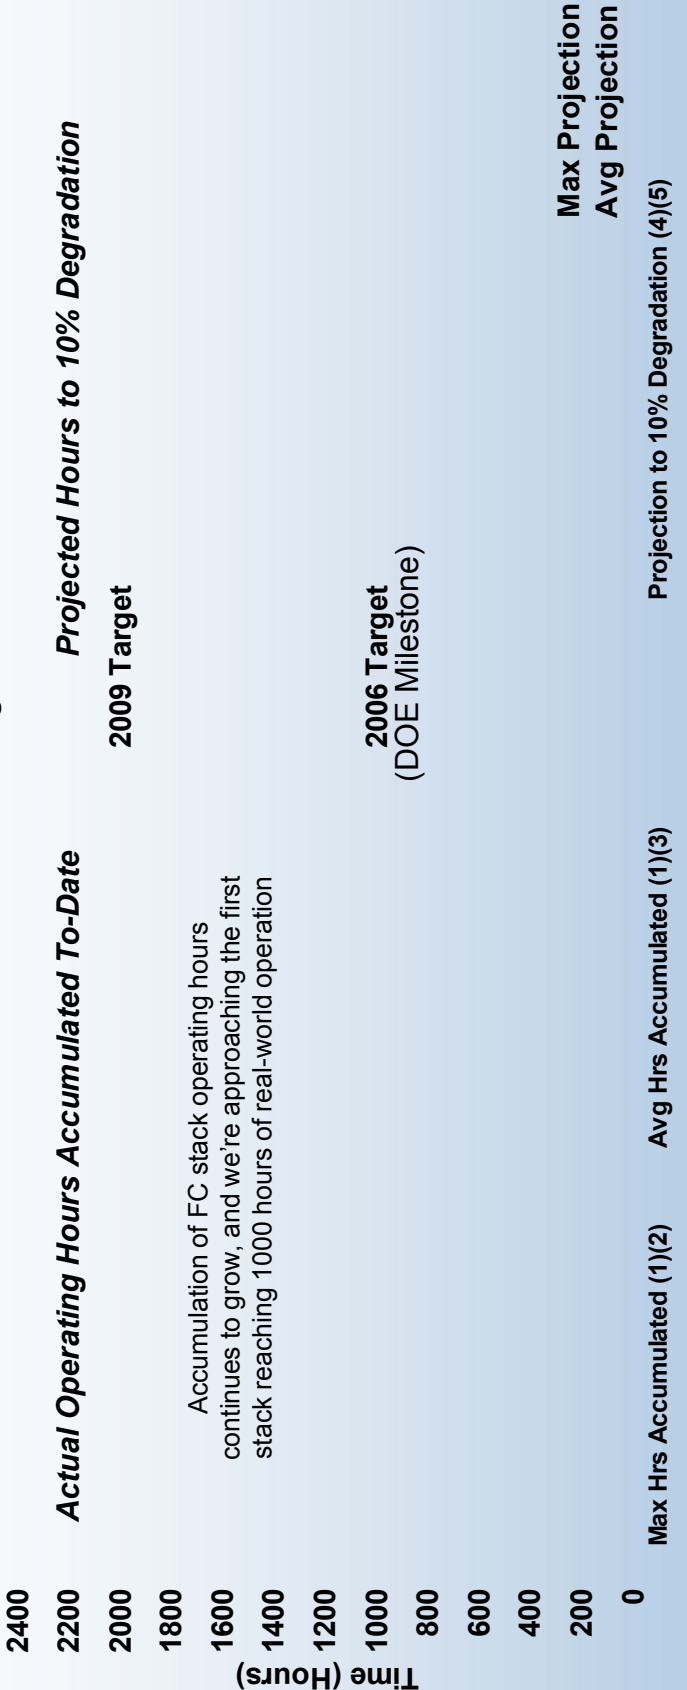 Actual Operating Hours Accumulated To-Date
Projected Hours to 10% Degradation
2400
2200
2000
1800
1600
1400
1200
1000
800
600
400
200
0
Time (Hours)
2009 Target
Accumulation of FC stack operating hours
continues to grow, and we're approaching the first
stack reaching 1000 hours of real-world operation
2006 Target
(DOE Milestone)
Max Projection
Avg Projection
Max Hrs Accumulated (1)(2)
Avg Hrs Accumulated (1)(3)
Projection to 10% Degradation (4)(5)